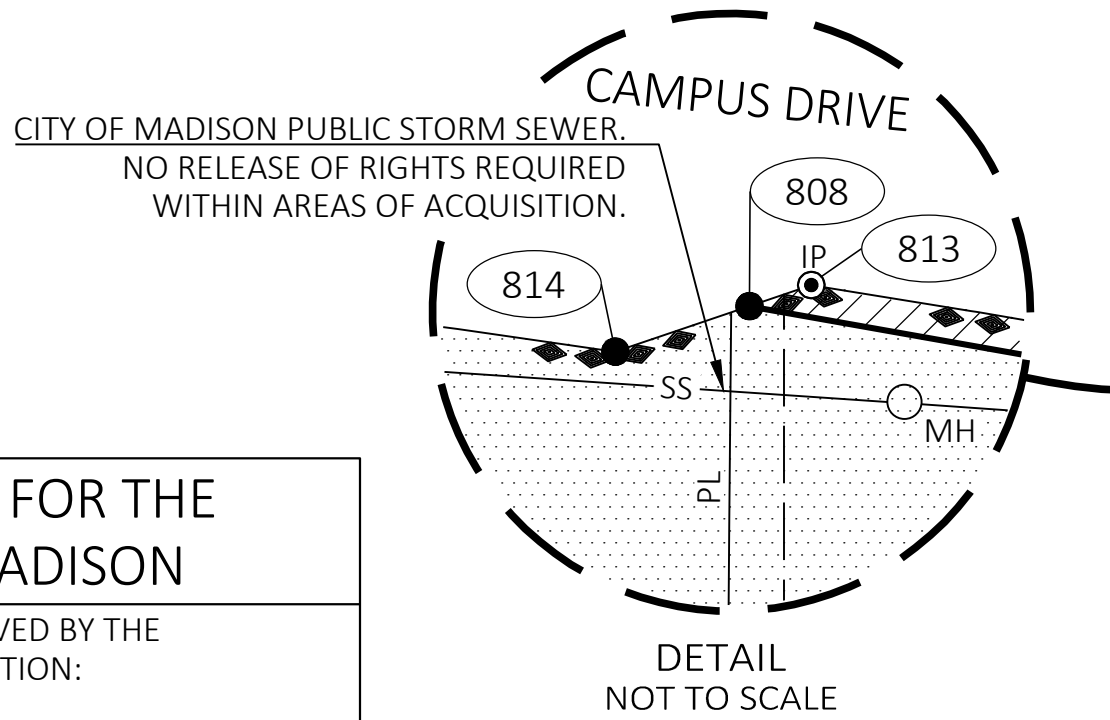 CAMPUS DRIVE
CITY OF MADISON PUBLIC STORM SEWER.
NO RELEASE OF RIGHTS REQUIRED
WITHIN AREAS OF ACQUISITION.
808
813
IP
814
SS
MH
PL
DETAIL
NOT TO SCALE
FOR THE
ADISON
VED BY THE
TION: